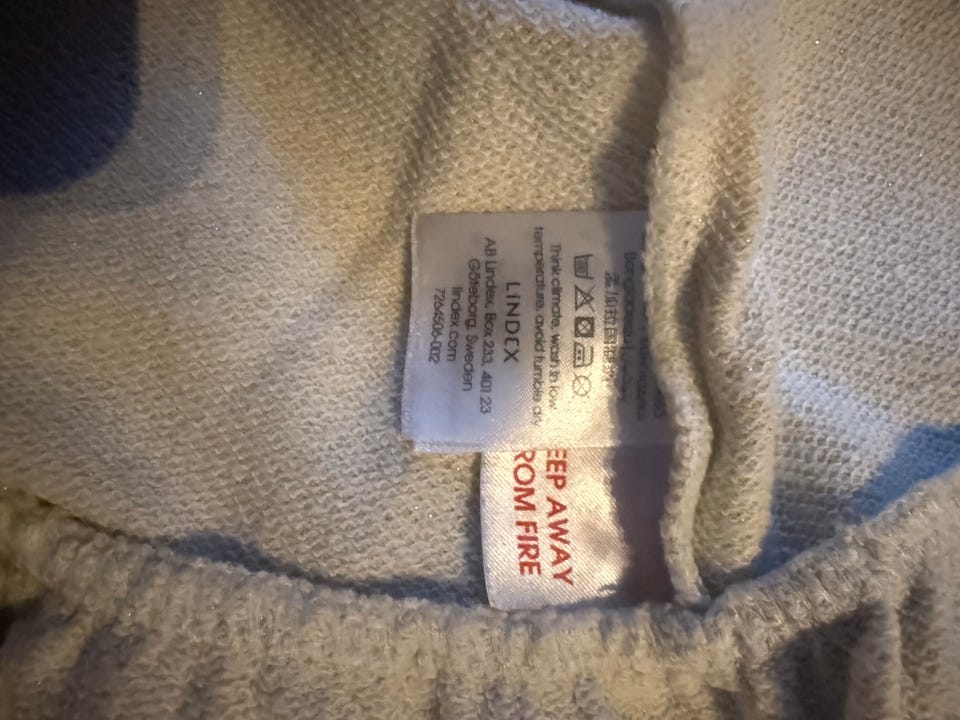 Think climate, wash in low
temperature, avoid tumble dry
LINDEX
AB Lindex, Box 233, 401 23
Göteborg, Sweden
lindex.com
7264506-002
EEP AWAY
ROM FIRE